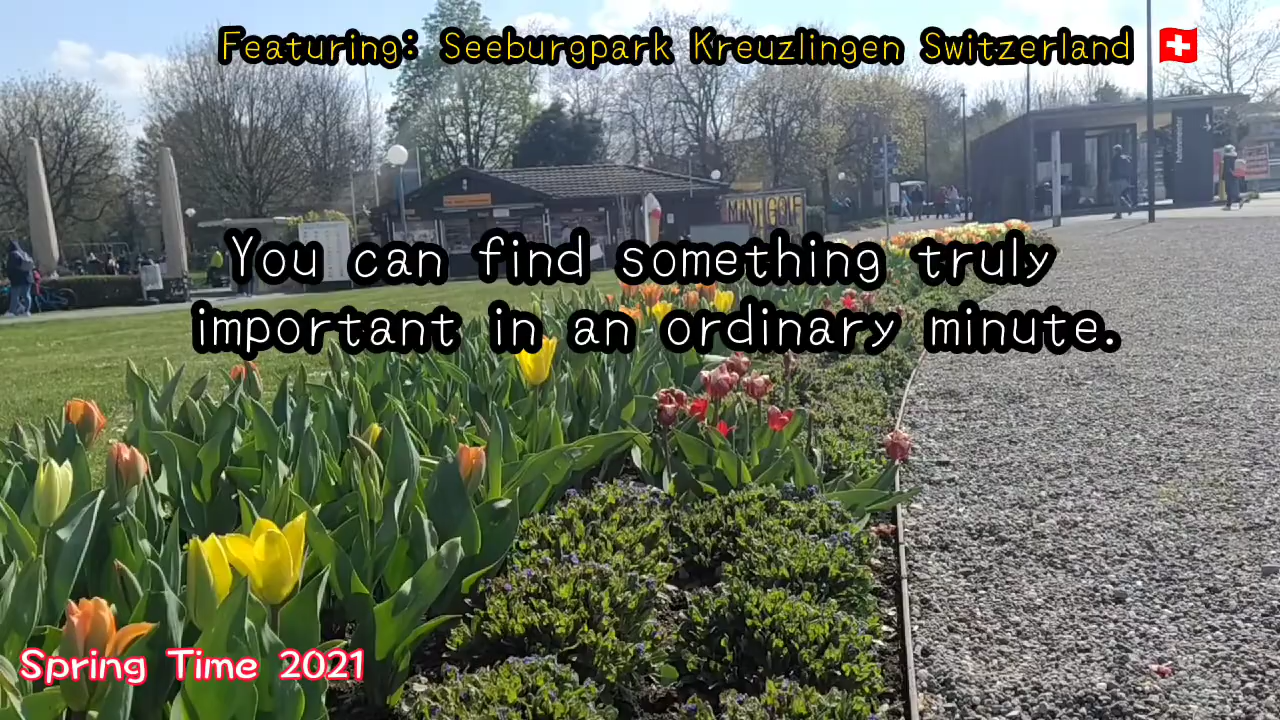 Featuring: Seeburgpark Kreuzlingen Switzerland 🇨🇭
You can find something truly
important in an ordinary minute.
MINIGOLF
Spring Time 2021